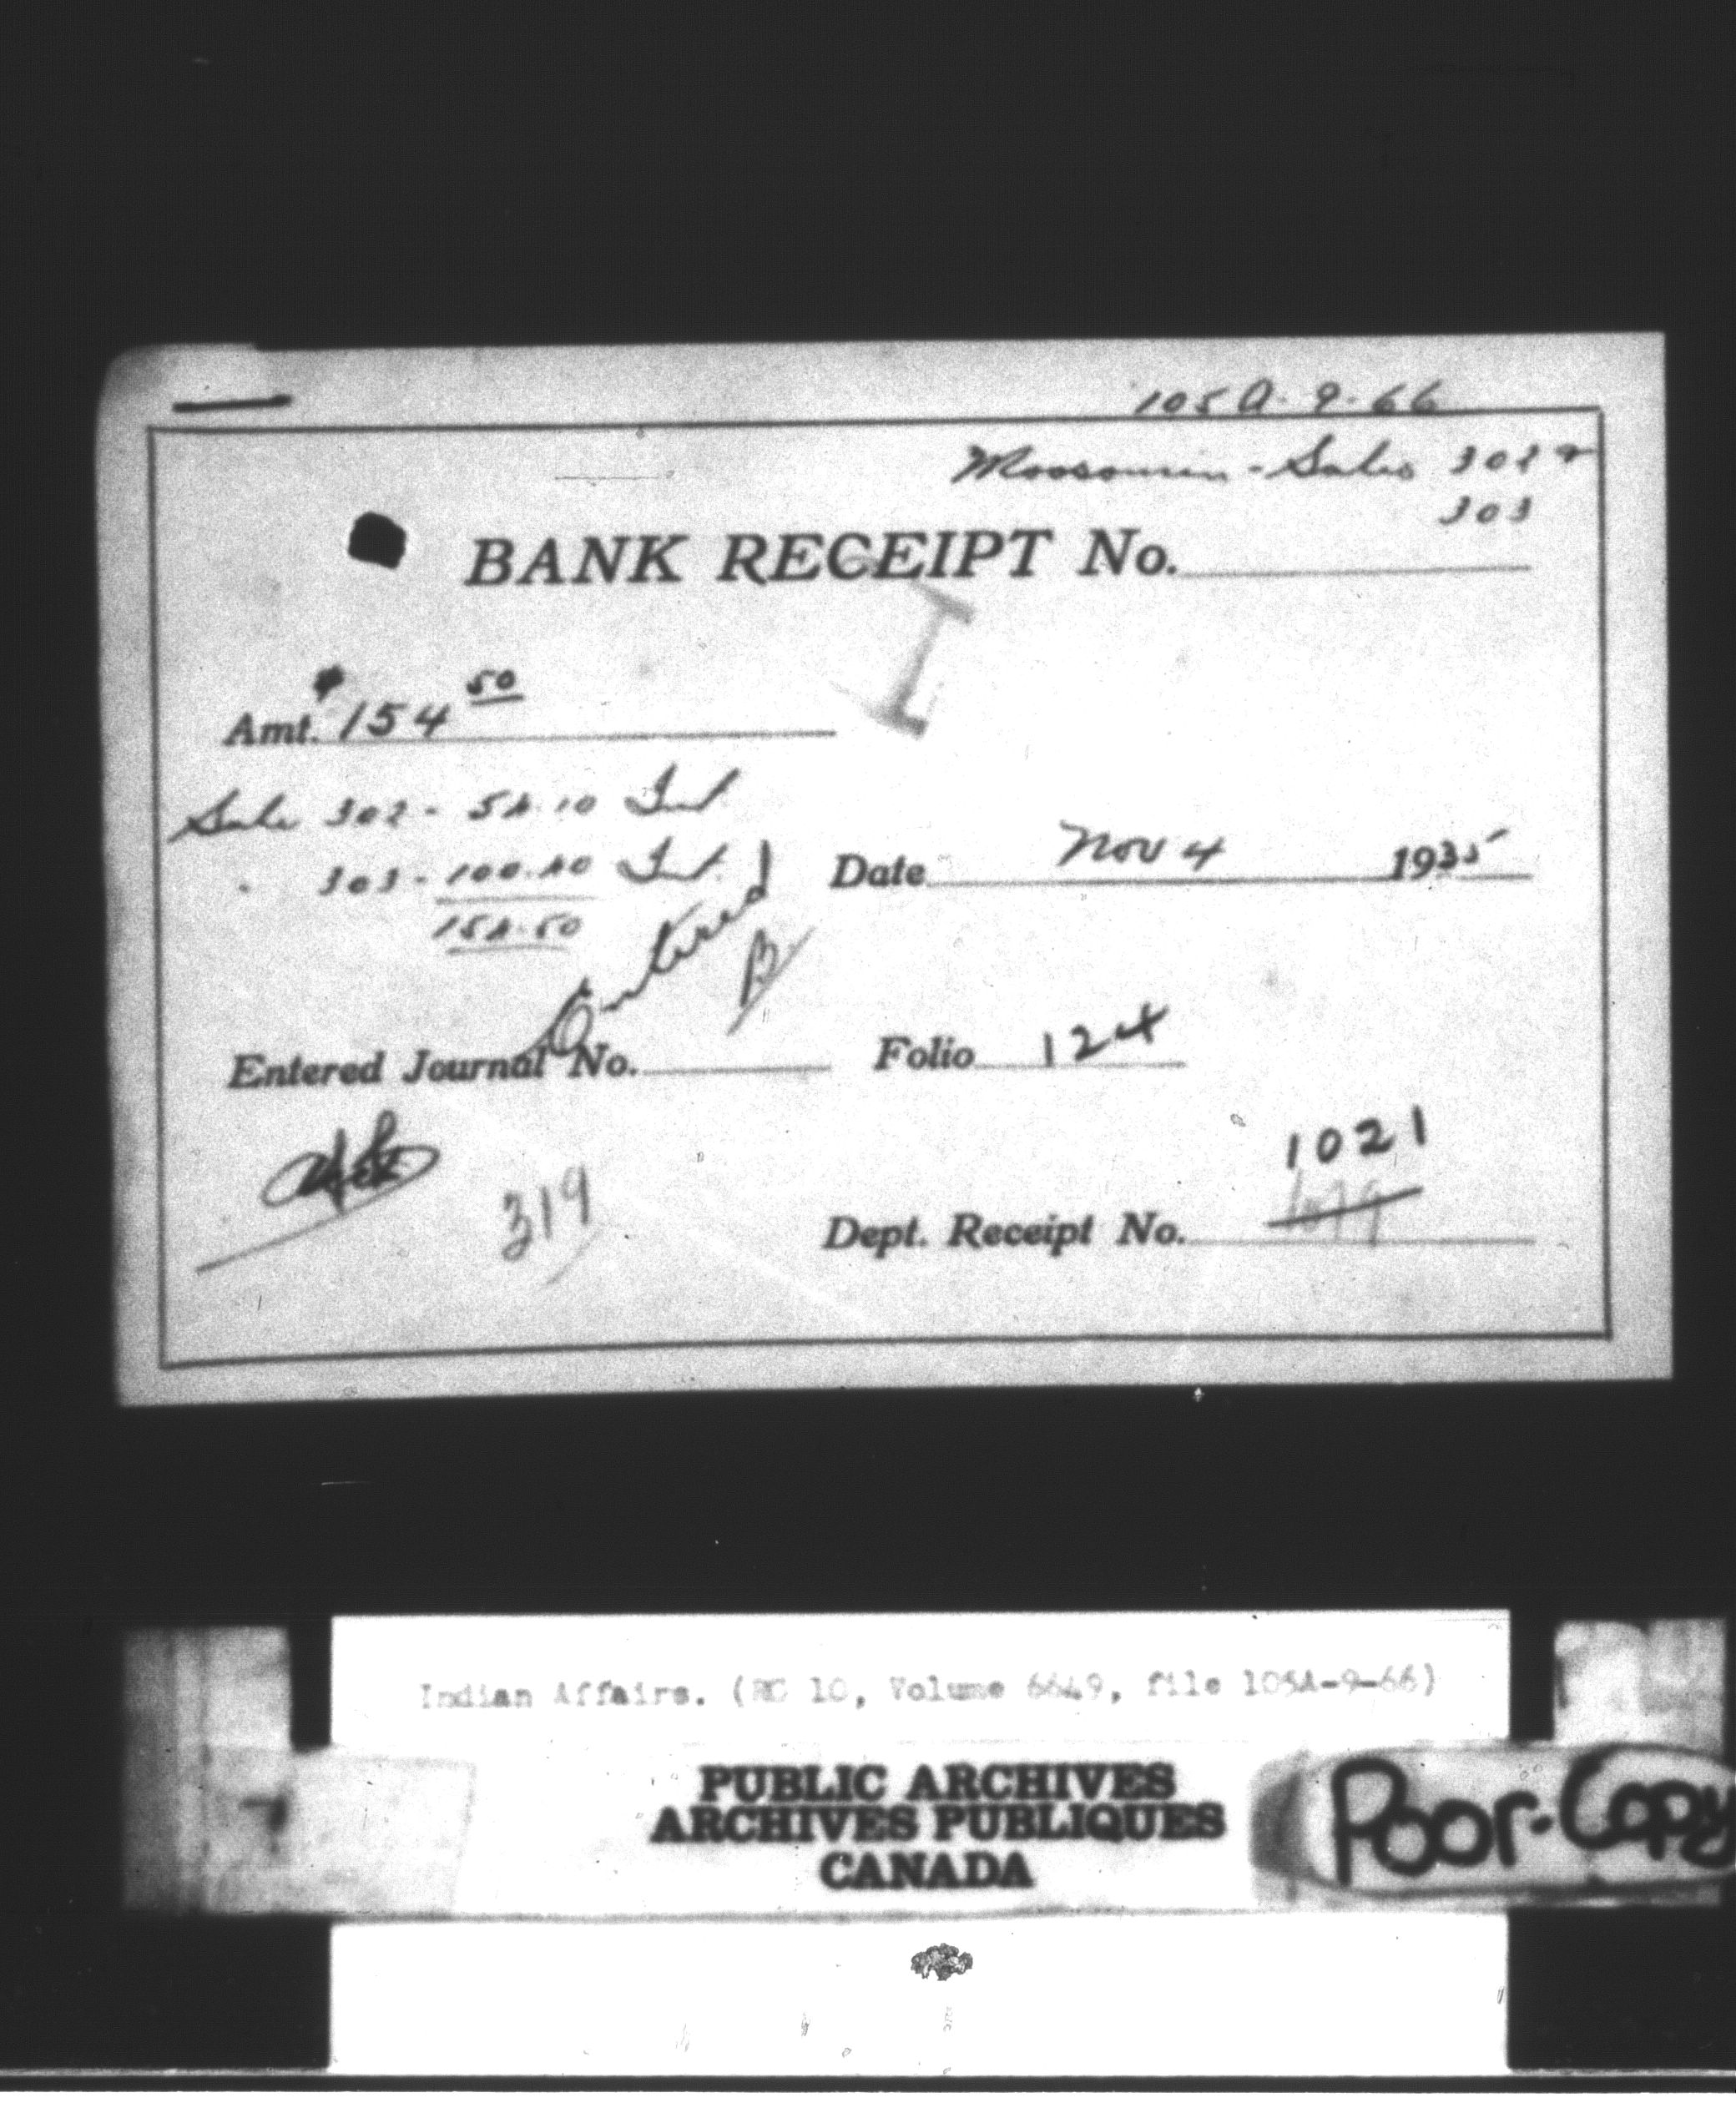 105A-9-66
Moosomin - Sales 302 &
303
BANK RECEIPT No.
I
Amt. $154 50
Sale 302 - 54.10 Int.
" 303 - 100.40 Int.
154.50
Date Nov 4 1935
Entered
B
Entered Journal No. Folio 124
1021
319
Dept. Receipt No. 1079
Indian Affairs. (RG 10, Volume 6649, file 105A-9-66)
PUBLIC ARCHIVES
ARCHIVES PUBLIQUES
CANADA
Poor-Copy